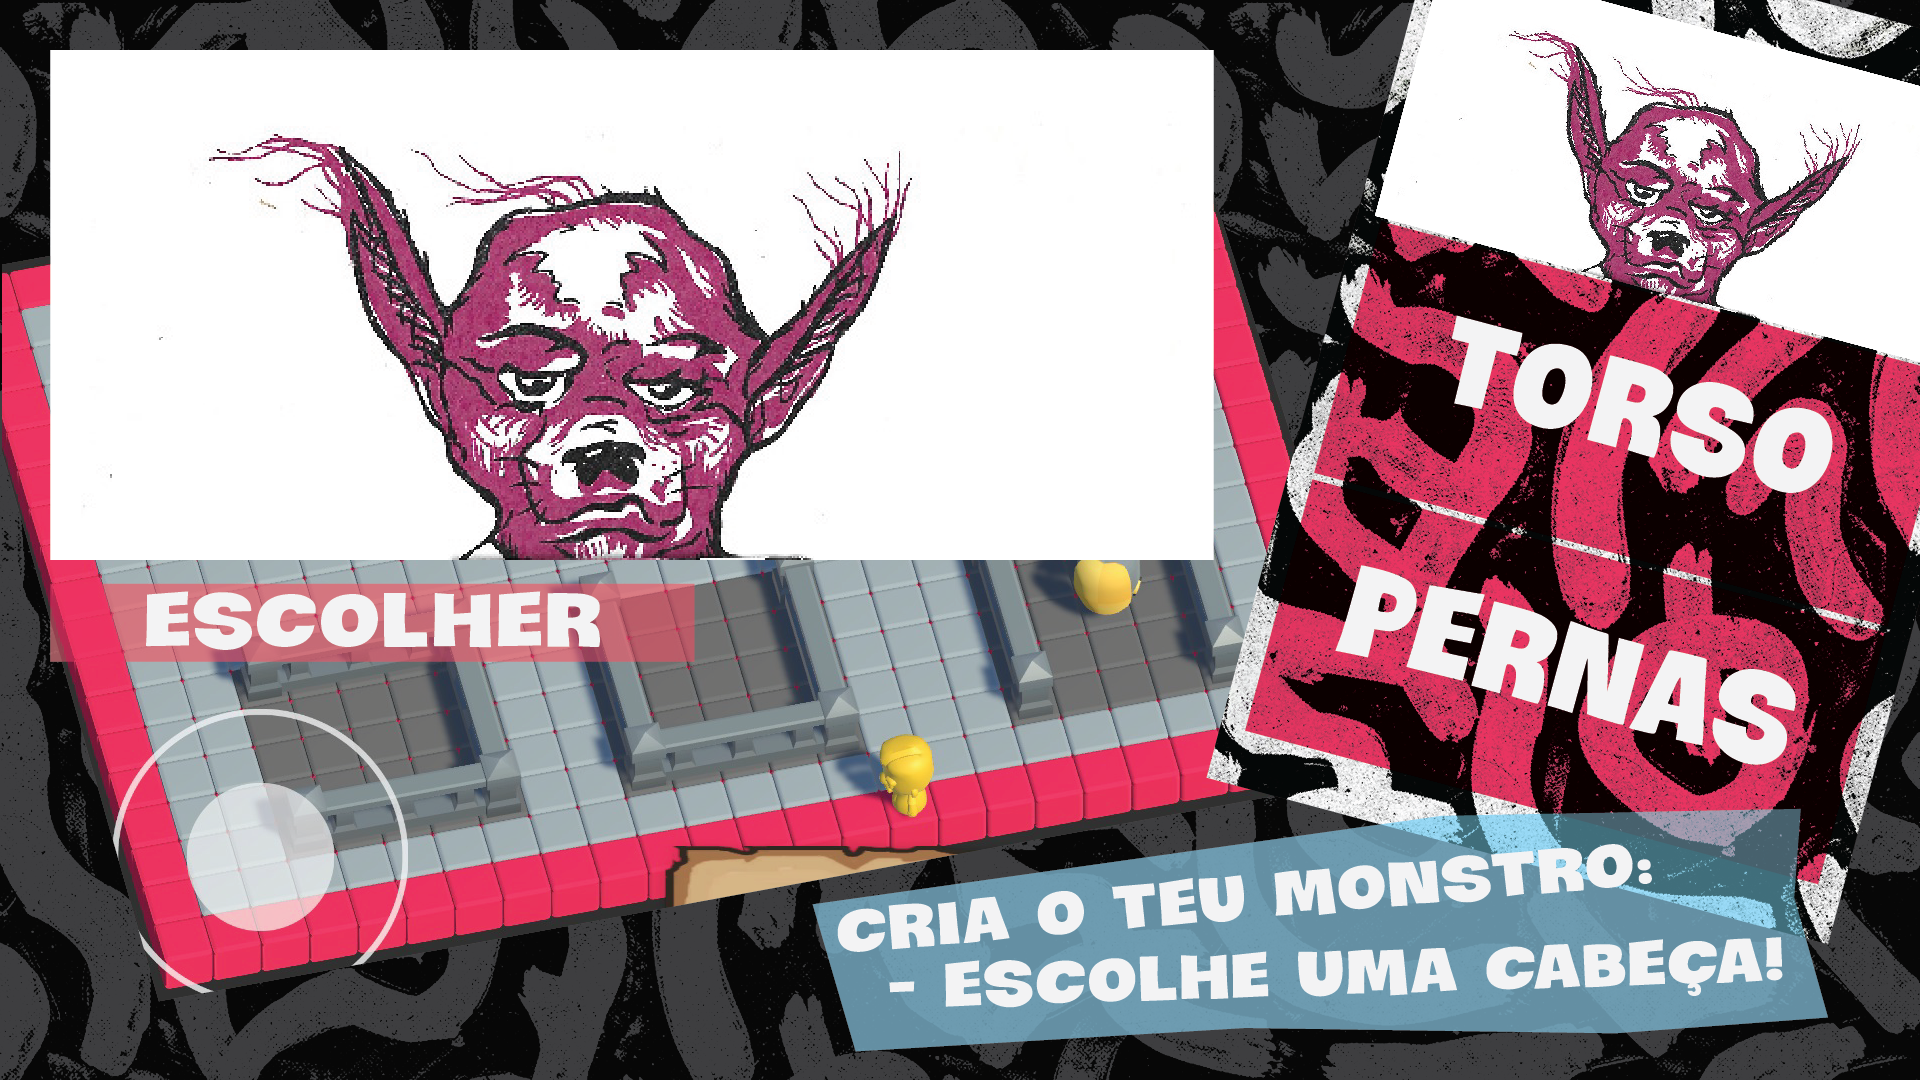 TORSO
PERNAS
ESCOLHER
CRIA O TEU MONSTRO:
- ESCOLHE UMA CABEÇA!